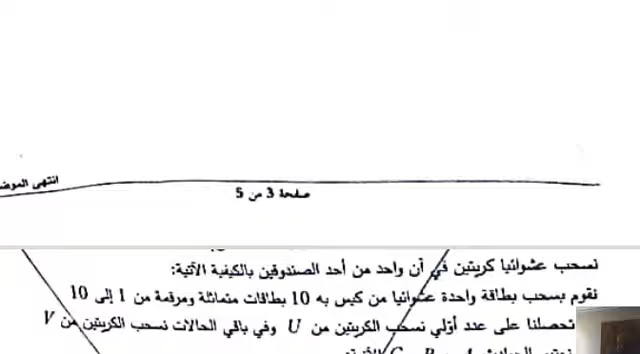 انتهى الموضو
صفحة 3 من 5
نسحب عشوائيا كريتين في آن واحد من أحد الصندوقين بالكيفية الآتية:
نقوم بسحب بطاقة واحدة عشوائيا من كيس به 10 بطاقات متماثلة ومرقمة من 1 إلى 10
تحصلنا على عدد أولي نسحب الكريتين من U وفي باقي الحالات نسحب الكريتين من V